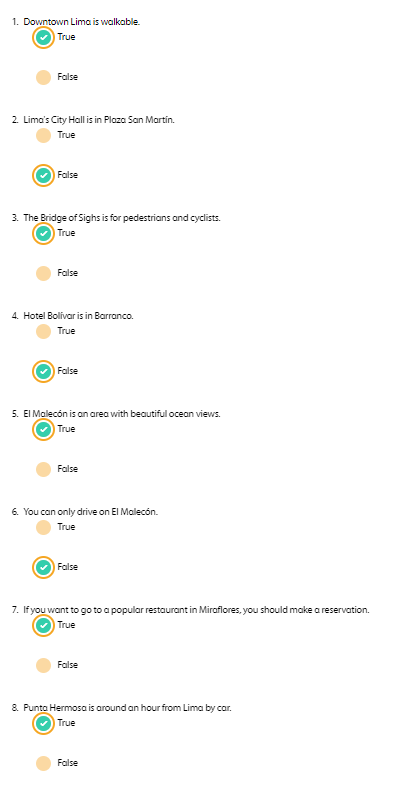 1. Downtown Lima is walkable.
True
False
2. Lima's City Hall is in Plaza San Martín.
True
False
3. The Bridge of Sighs is for pedestrians and cyclists.
True
False
4. Hotel Bolívar is in Barranco.
True
False
5. El Malecón is an area with beautiful ocean views.
True
False
6. You can only drive on El Malecón.
True
False
7. If you want to go to a popular restaurant in Miraflores, you should make a reservation.
True
False
8. Punta Hermosa is around an hour from Lima by car.
True
False